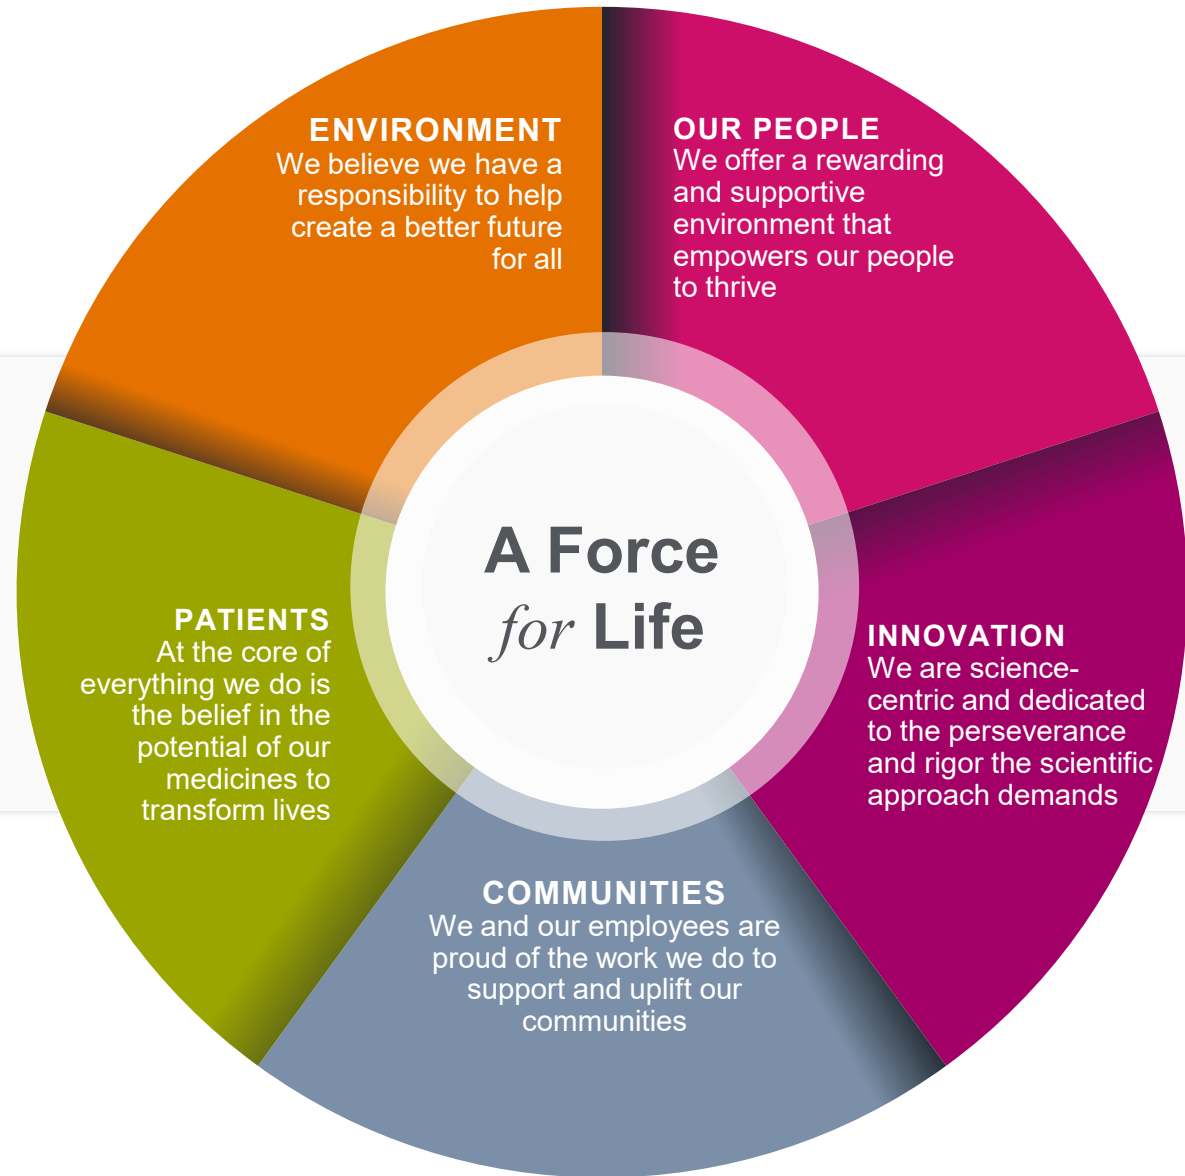 ENVIRONMENT
We believe we have a
responsibility to help
create a better future
for all
OUR PEOPLE
We offer a rewarding
and supportive
environment that
empowers our people
to thrive
A Force
for Life
PATIENTS
At the core of
everything we do is
the belief in the
potential of our
medicines to
transform lives
INNOVATION
We are science-
centric and dedicated
to the perseverance
and rigor the scientific
approach demands
COMMUNITIES
We and our employees are
proud of the work we do to
support and uplift our
communities